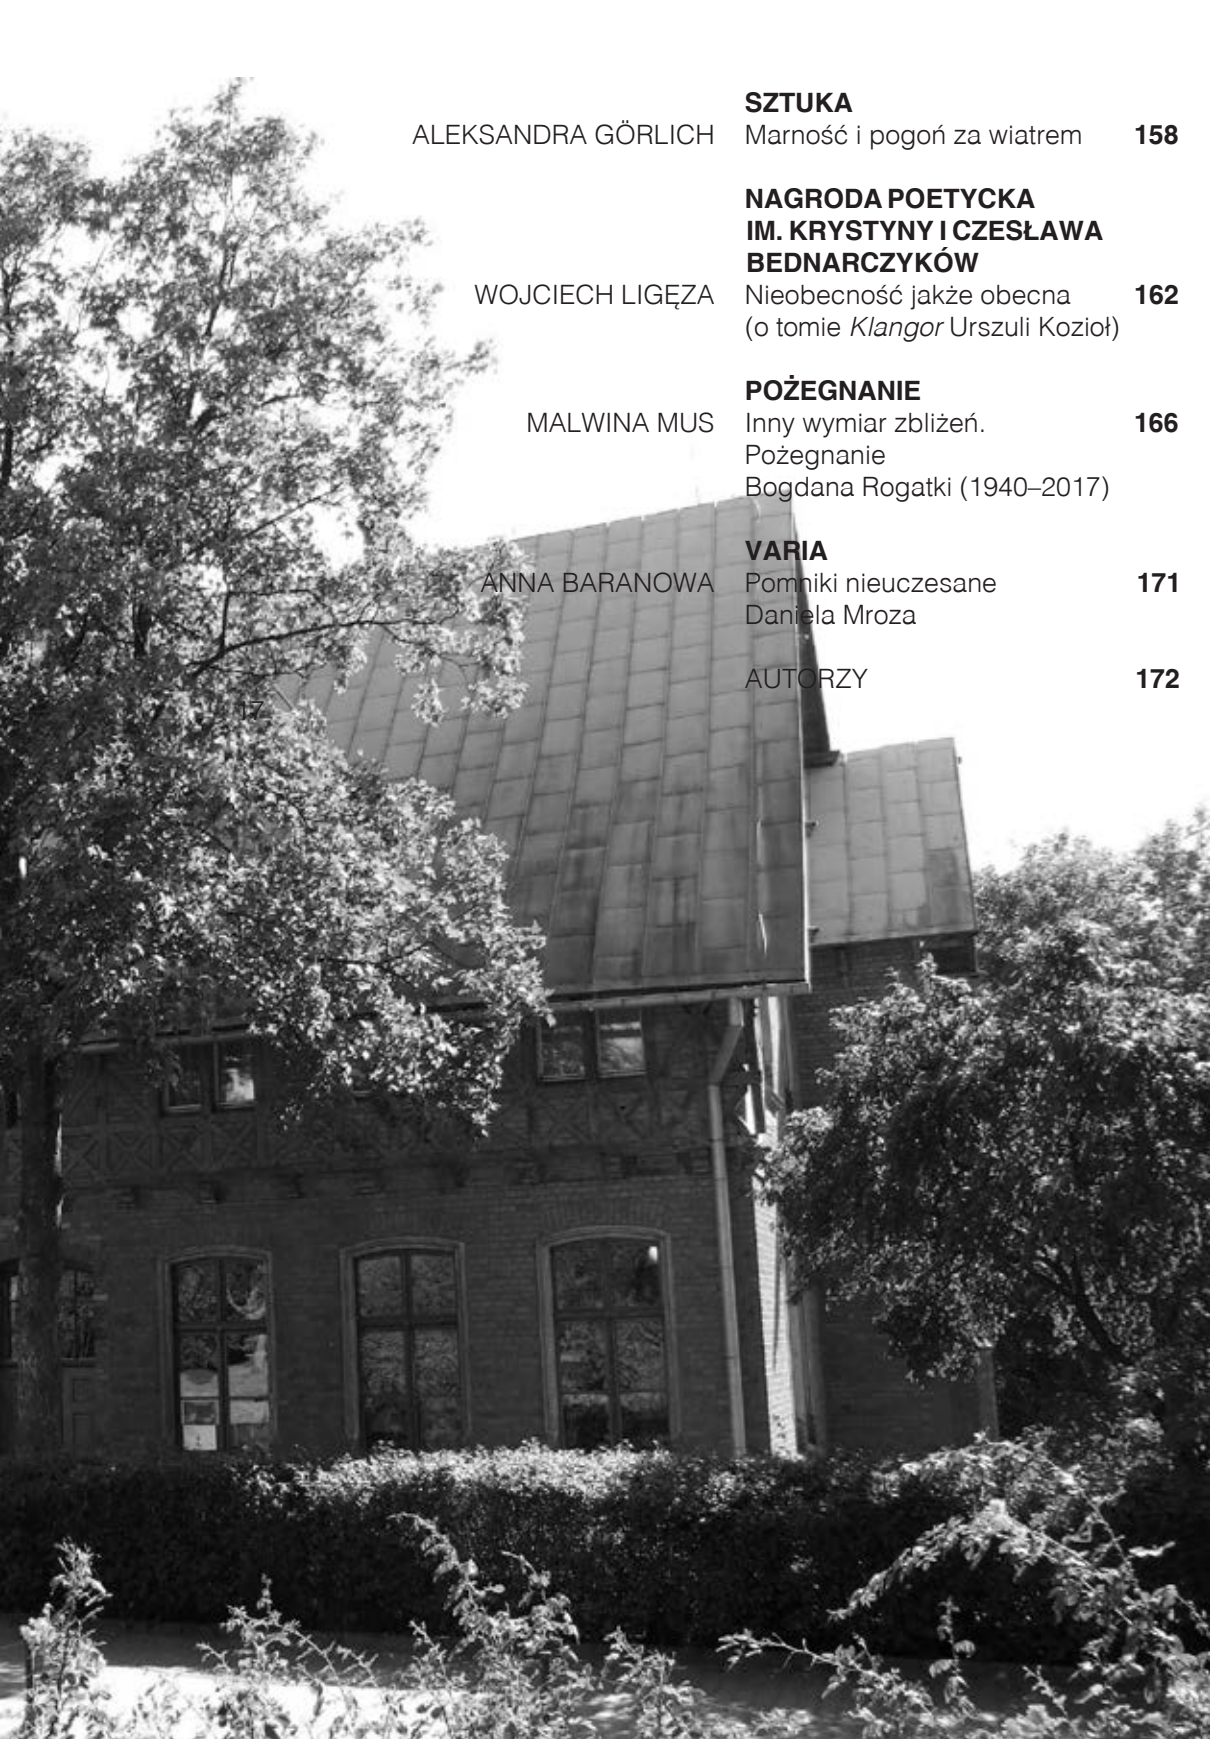 SZTUKA
ALEKSANDRA GÖRLICH Marność i pogoń za wiatrem 158
NAGRODA POETYCKA
IM. KRYSTYNY I CZESŁAWA
BEDNARCZYKÓW
WOJCIECH LIGĘZA Nieobecność jakże obecna 162
(o tomie Klangor Urszuli Kozioł)
POŻEGNANIE
MALWINA MUS Inny wymiar zbliżeń. 166
Pożegnanie
Bogdana Rogatki (1940–2017)
VARIA
ANNA BARANOWA Pomniki nieuczesane 171
Daniela Mroza
AUTORZY 172
17